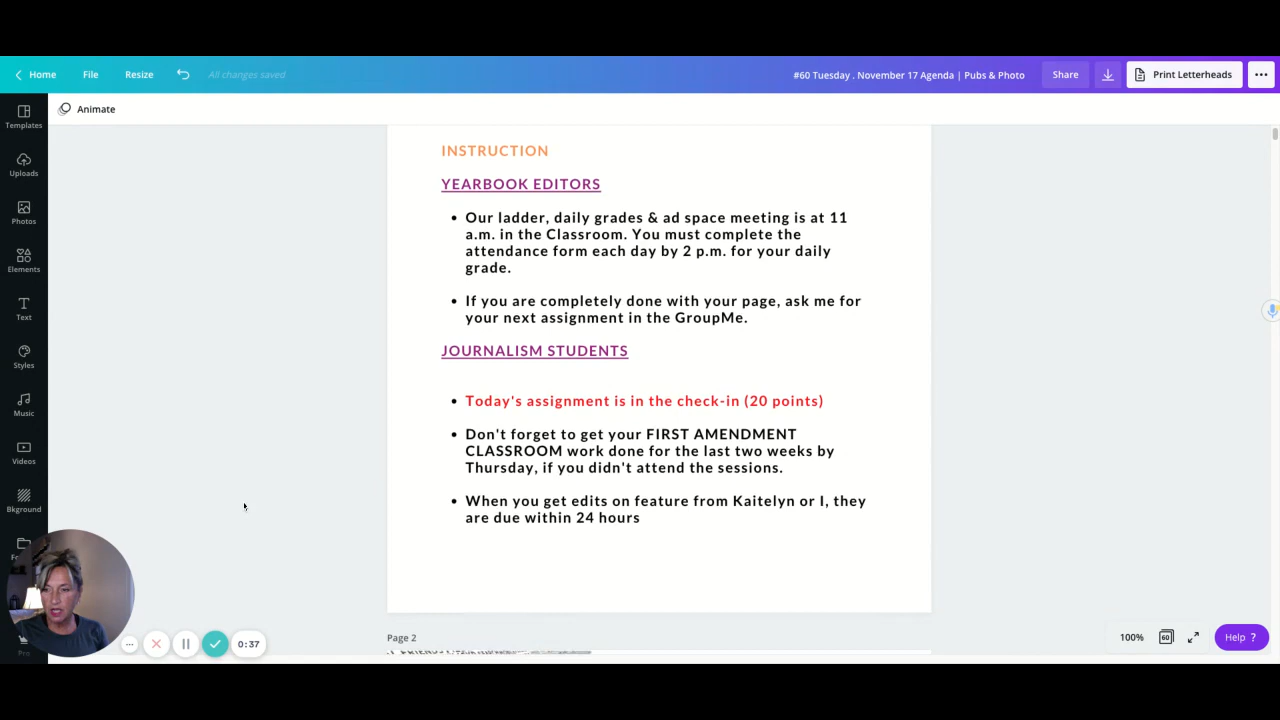 Home File Resize All changes saved #60 Tuesday . November 17 Agenda | Pubs & Photo Share Print Letterheads
Animate
Templates
Uploads
Photos
Elements
Text
Styles
Music
Videos
Bkground
INSTRUCTION
YEARBOOK EDITORS
• Our ladder, daily grades & ad space meeting is at 11
a.m. in the Classroom. You must complete the
attendance form each day by 2 p.m. for your daily
grade.
• If you are completely done with your page, ask me for
your next assignment in the GroupMe.
JOURNALISM STUDENTS
• Today's assignment is in the check-in (20 points)
• Don't forget to get your FIRST AMENDMENT
CLASSROOM work done for the last two weeks by
Thursday, if you didn't attend the sessions.
• When you get edits on feature from Kaitelyn or I, they
are due within 24 hours
Page 2
0:37
100% 60 Help ?